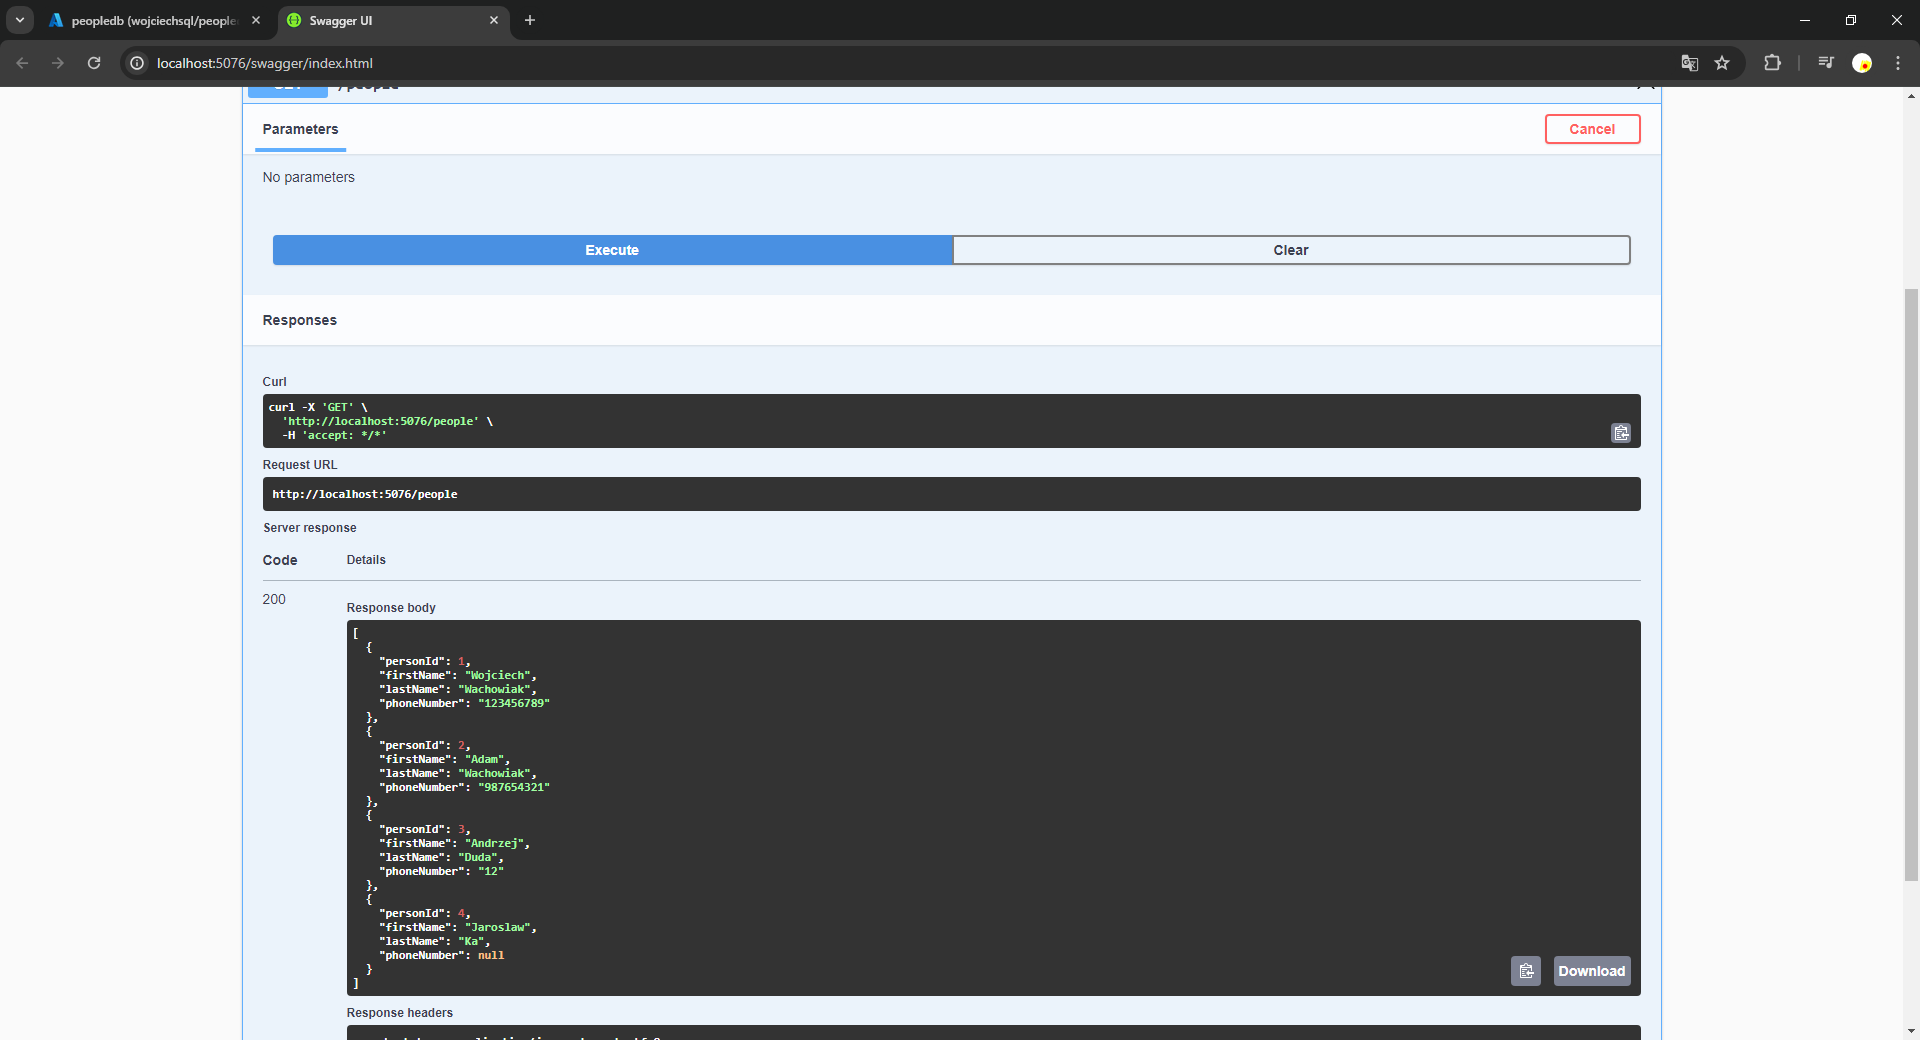 peopledb (wojciechsql/people
Swagger UI
localhost:5076/swagger/index.html
GET /people
Parameters
Cancel
No parameters
Execute
Clear
Responses
Curl
curl -X 'GET' \
'http://localhost:5076/people' \
-H 'accept: */*'
Request URL
http://localhost:5076/people
Server response
Code Details
200
Response body
[
{
"personId": 1,
"firstName": "Wojciech",
"lastName": "Wachowiak",
"phoneNumber": "123456789"
},
{
"personId": 2,
"firstName": "Adam",
"lastName": "Wachowiak",
"phoneNumber": "987654321"
},
{
"personId": 3,
"firstName": "Andrzej",
"lastName": "Duda",
"phoneNumber": "12"
},
{
"personId": 4,
"firstName": "Jaroslaw",
"lastName": "Ka",
"phoneNumber": null
}
]
Download
Response headers